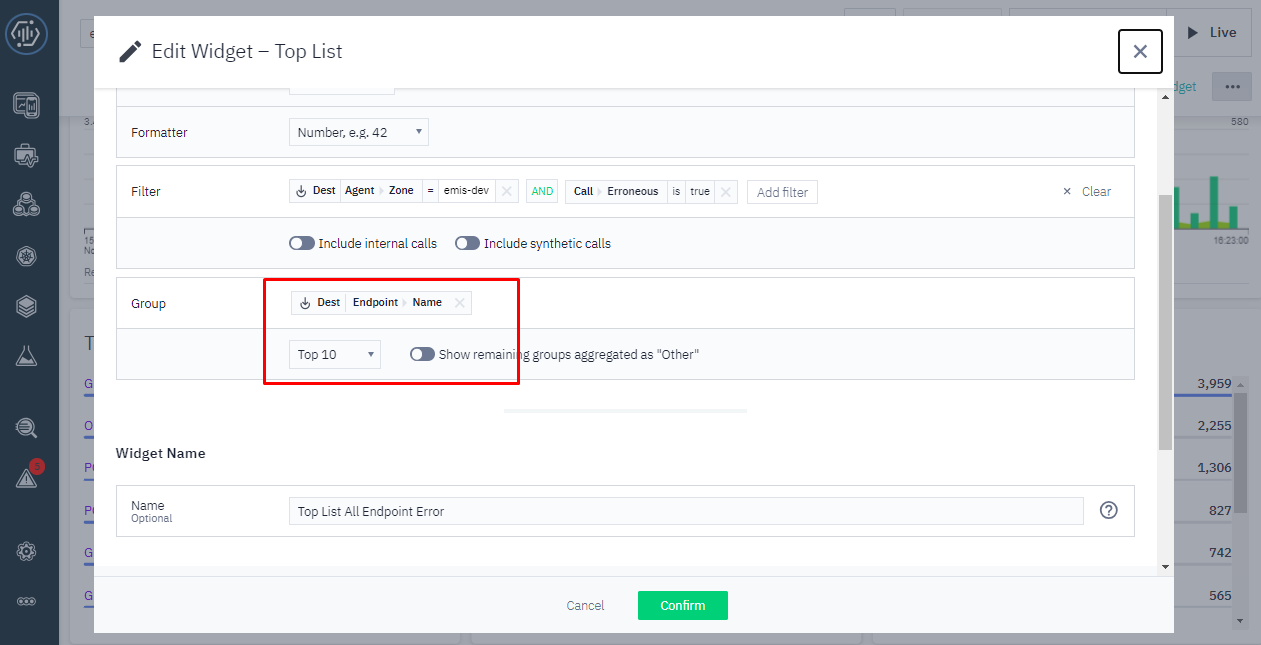 Edit Widget – Top List
Live
dget
Formatter
Number, e.g. 42
580
Filter
Dest Agent Zone = emis-dev
AND
Call Erroneous is true
Add filter
Clear
Include internal calls
Include synthetic calls
16:23:00
Group
Dest Endpoint Name
Top 10
Show remaining groups aggregated as "Other"
3,959
2,255
1,306
827
742
565
Widget Name
Name
Optional
Top List All Endpoint Error
5
Cancel
Confirm